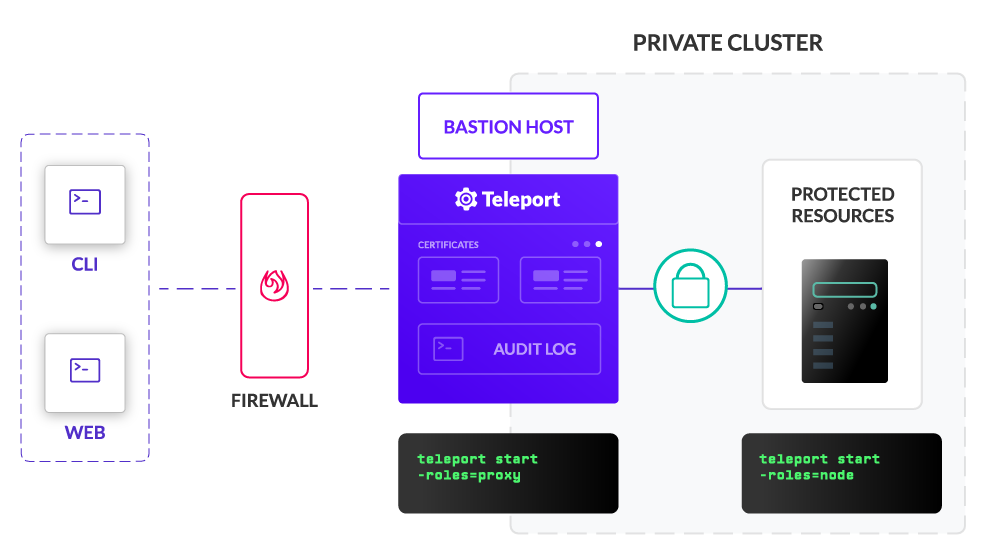 PRIVATE CLUSTER
BASTION HOST
Teleport
CERTIFICATES
AUDIT LOG
>-
CLI
>-
WEB
>-
FIREWALL
PROTECTED
RESOURCES
teleport start
-roles=proxy
teleport start
-roles=node